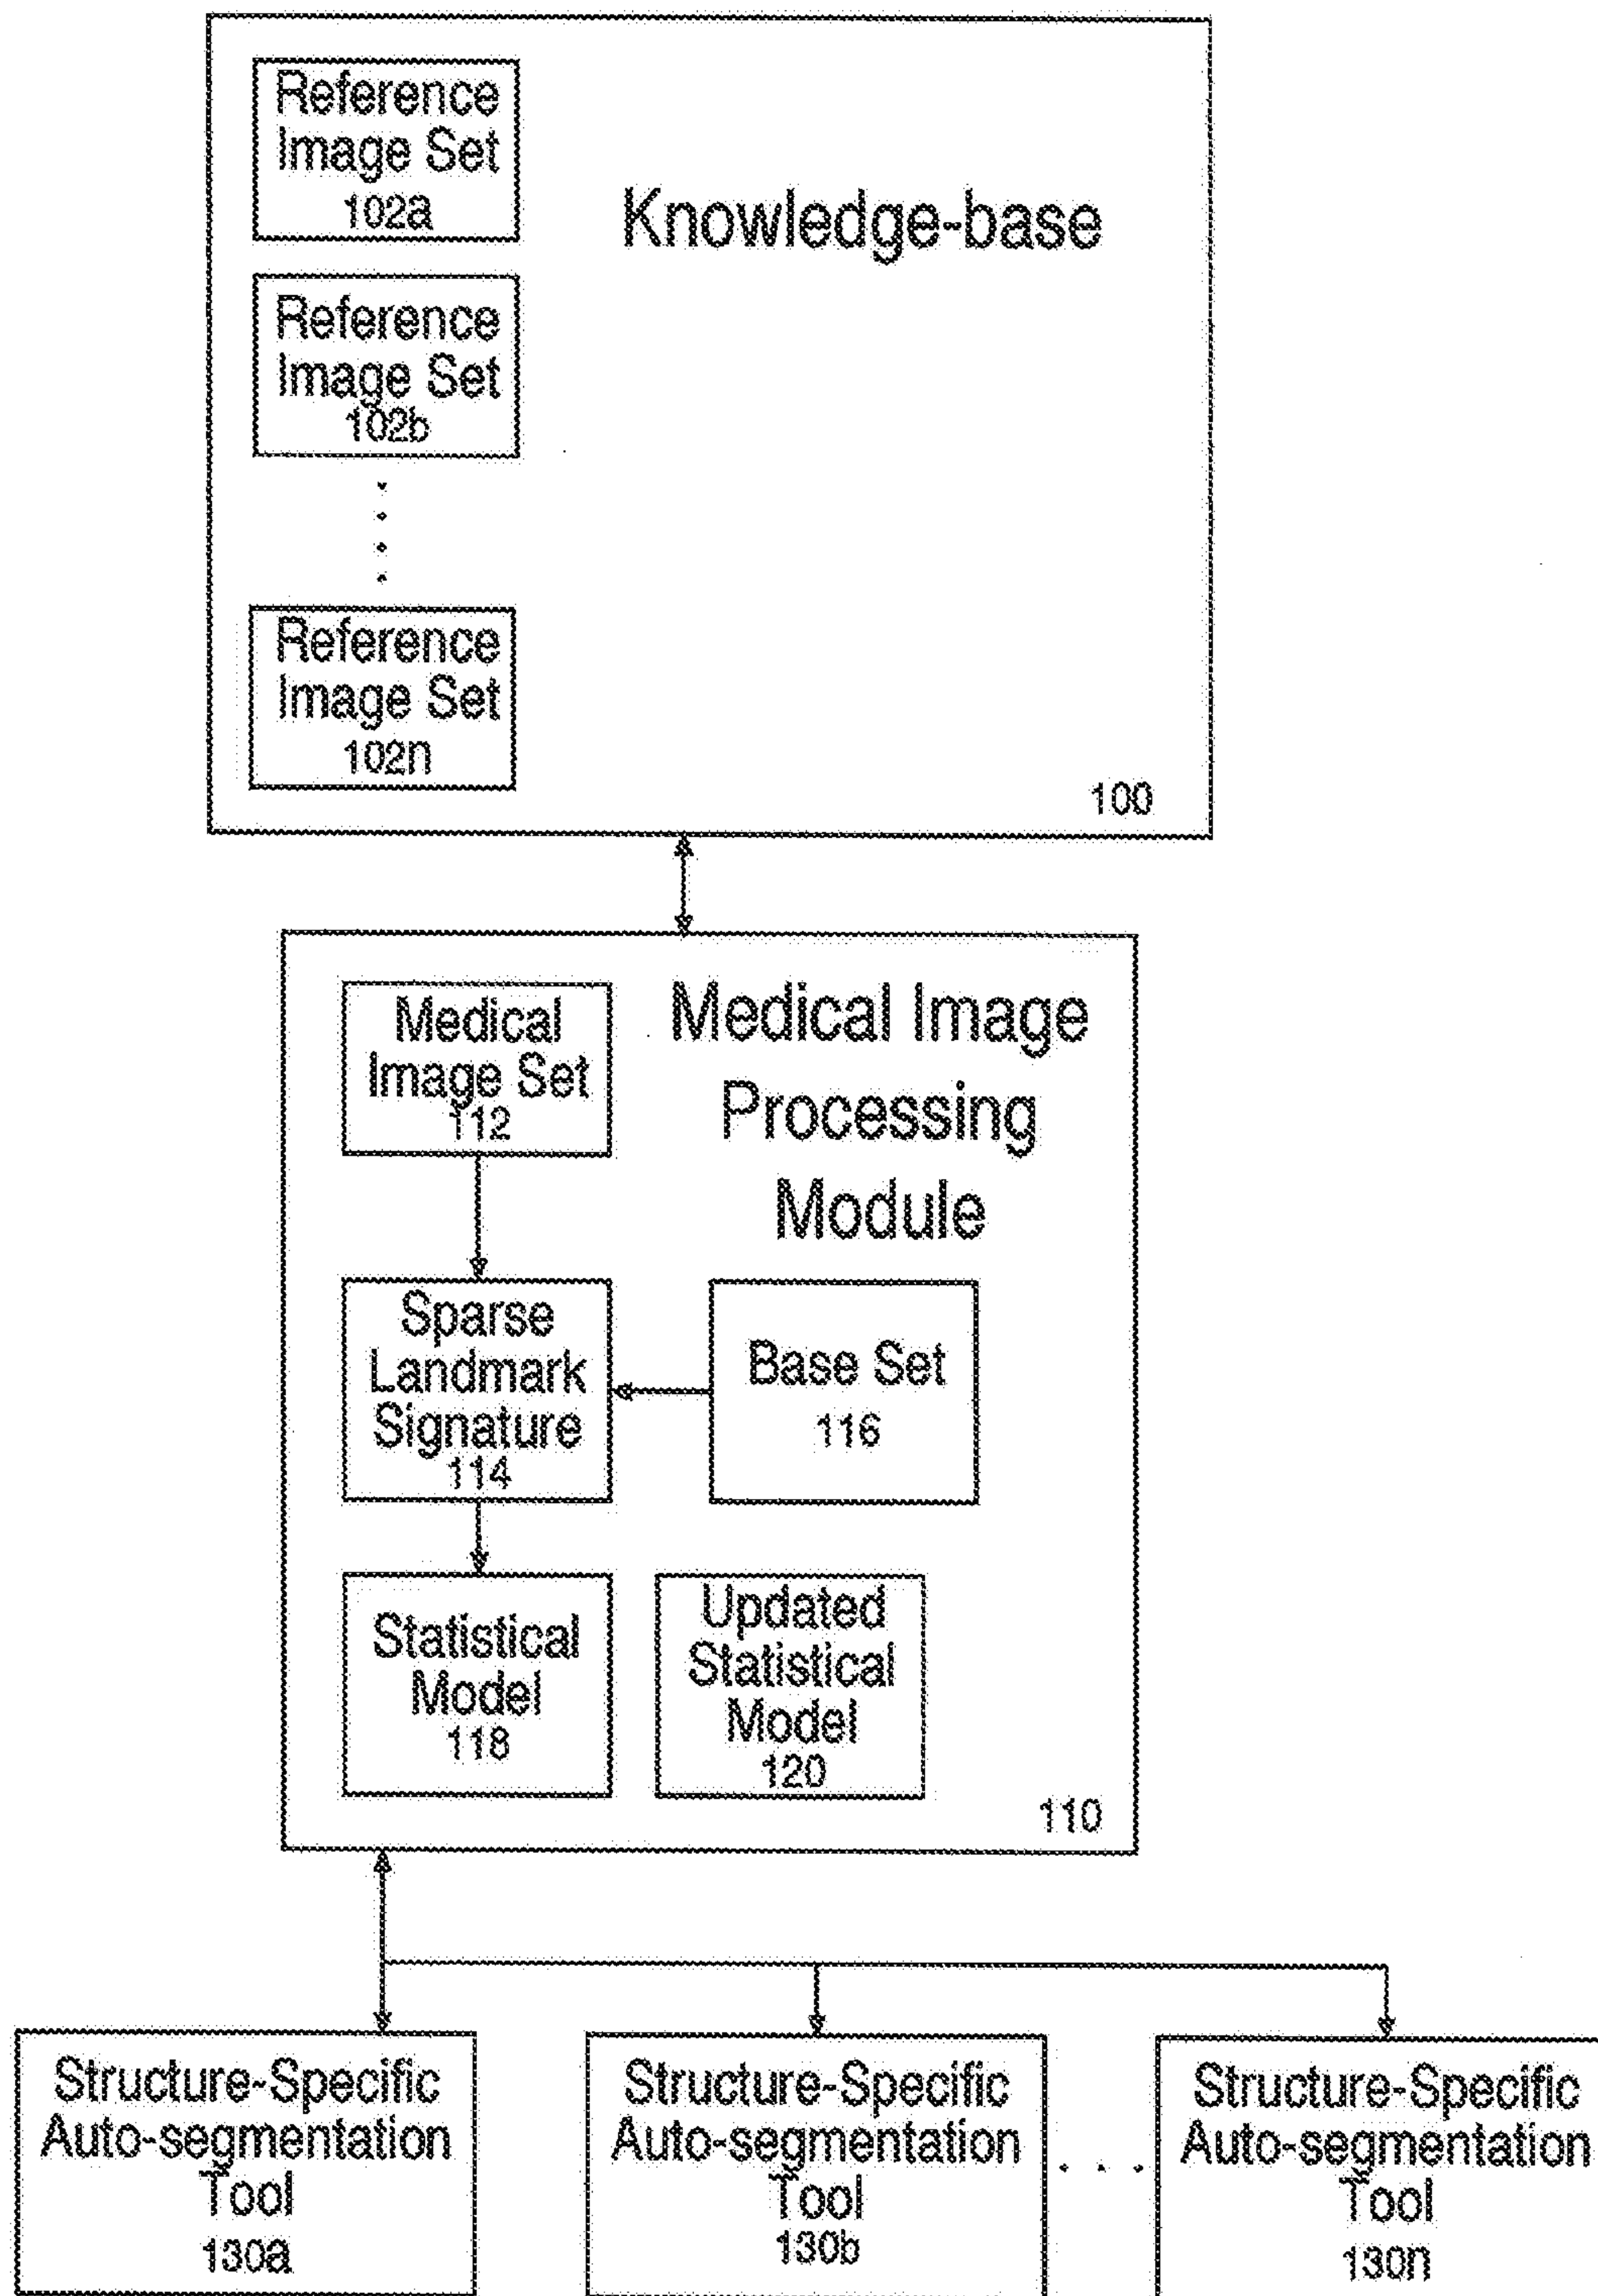 Reference
Image Set
102a
Knowledge-base
Reference
Image Set
102b
Reference
Image Set
102n
100
Medical
Image Set
112
Medical Image
Processing
Module
Sparse
Landmark
Signature
114
Base Set
116
Statistical
Model
118
Updated
Statistical
Model
120
110
Structure-Specific
Auto-segmentation
Tool
130a
Structure-Specific
Auto-segmentation
Tool
130b
Structure-Specific
Auto-segmentation
Tool
130n